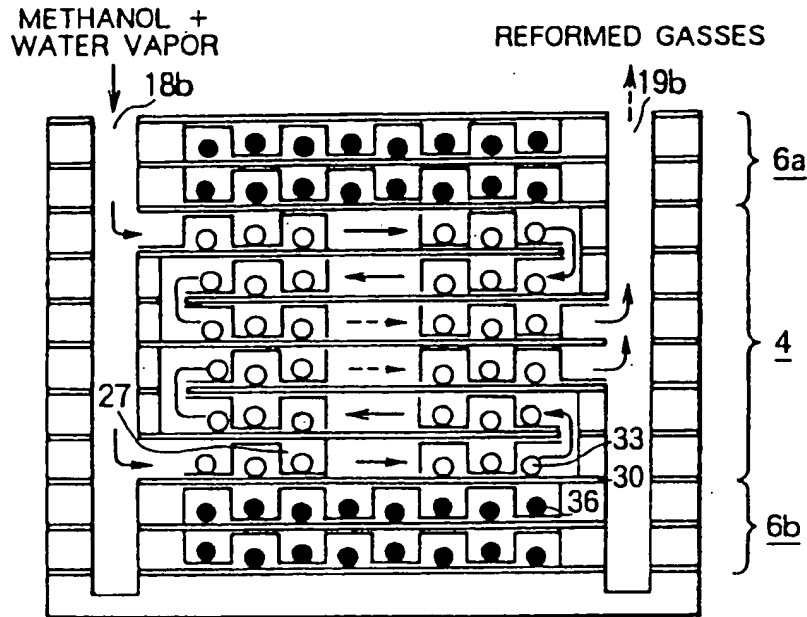 METHANOL +
WATER VAPOR
REFORMED GASSES
18b
19b
6a
4
27
33
30
36
6b